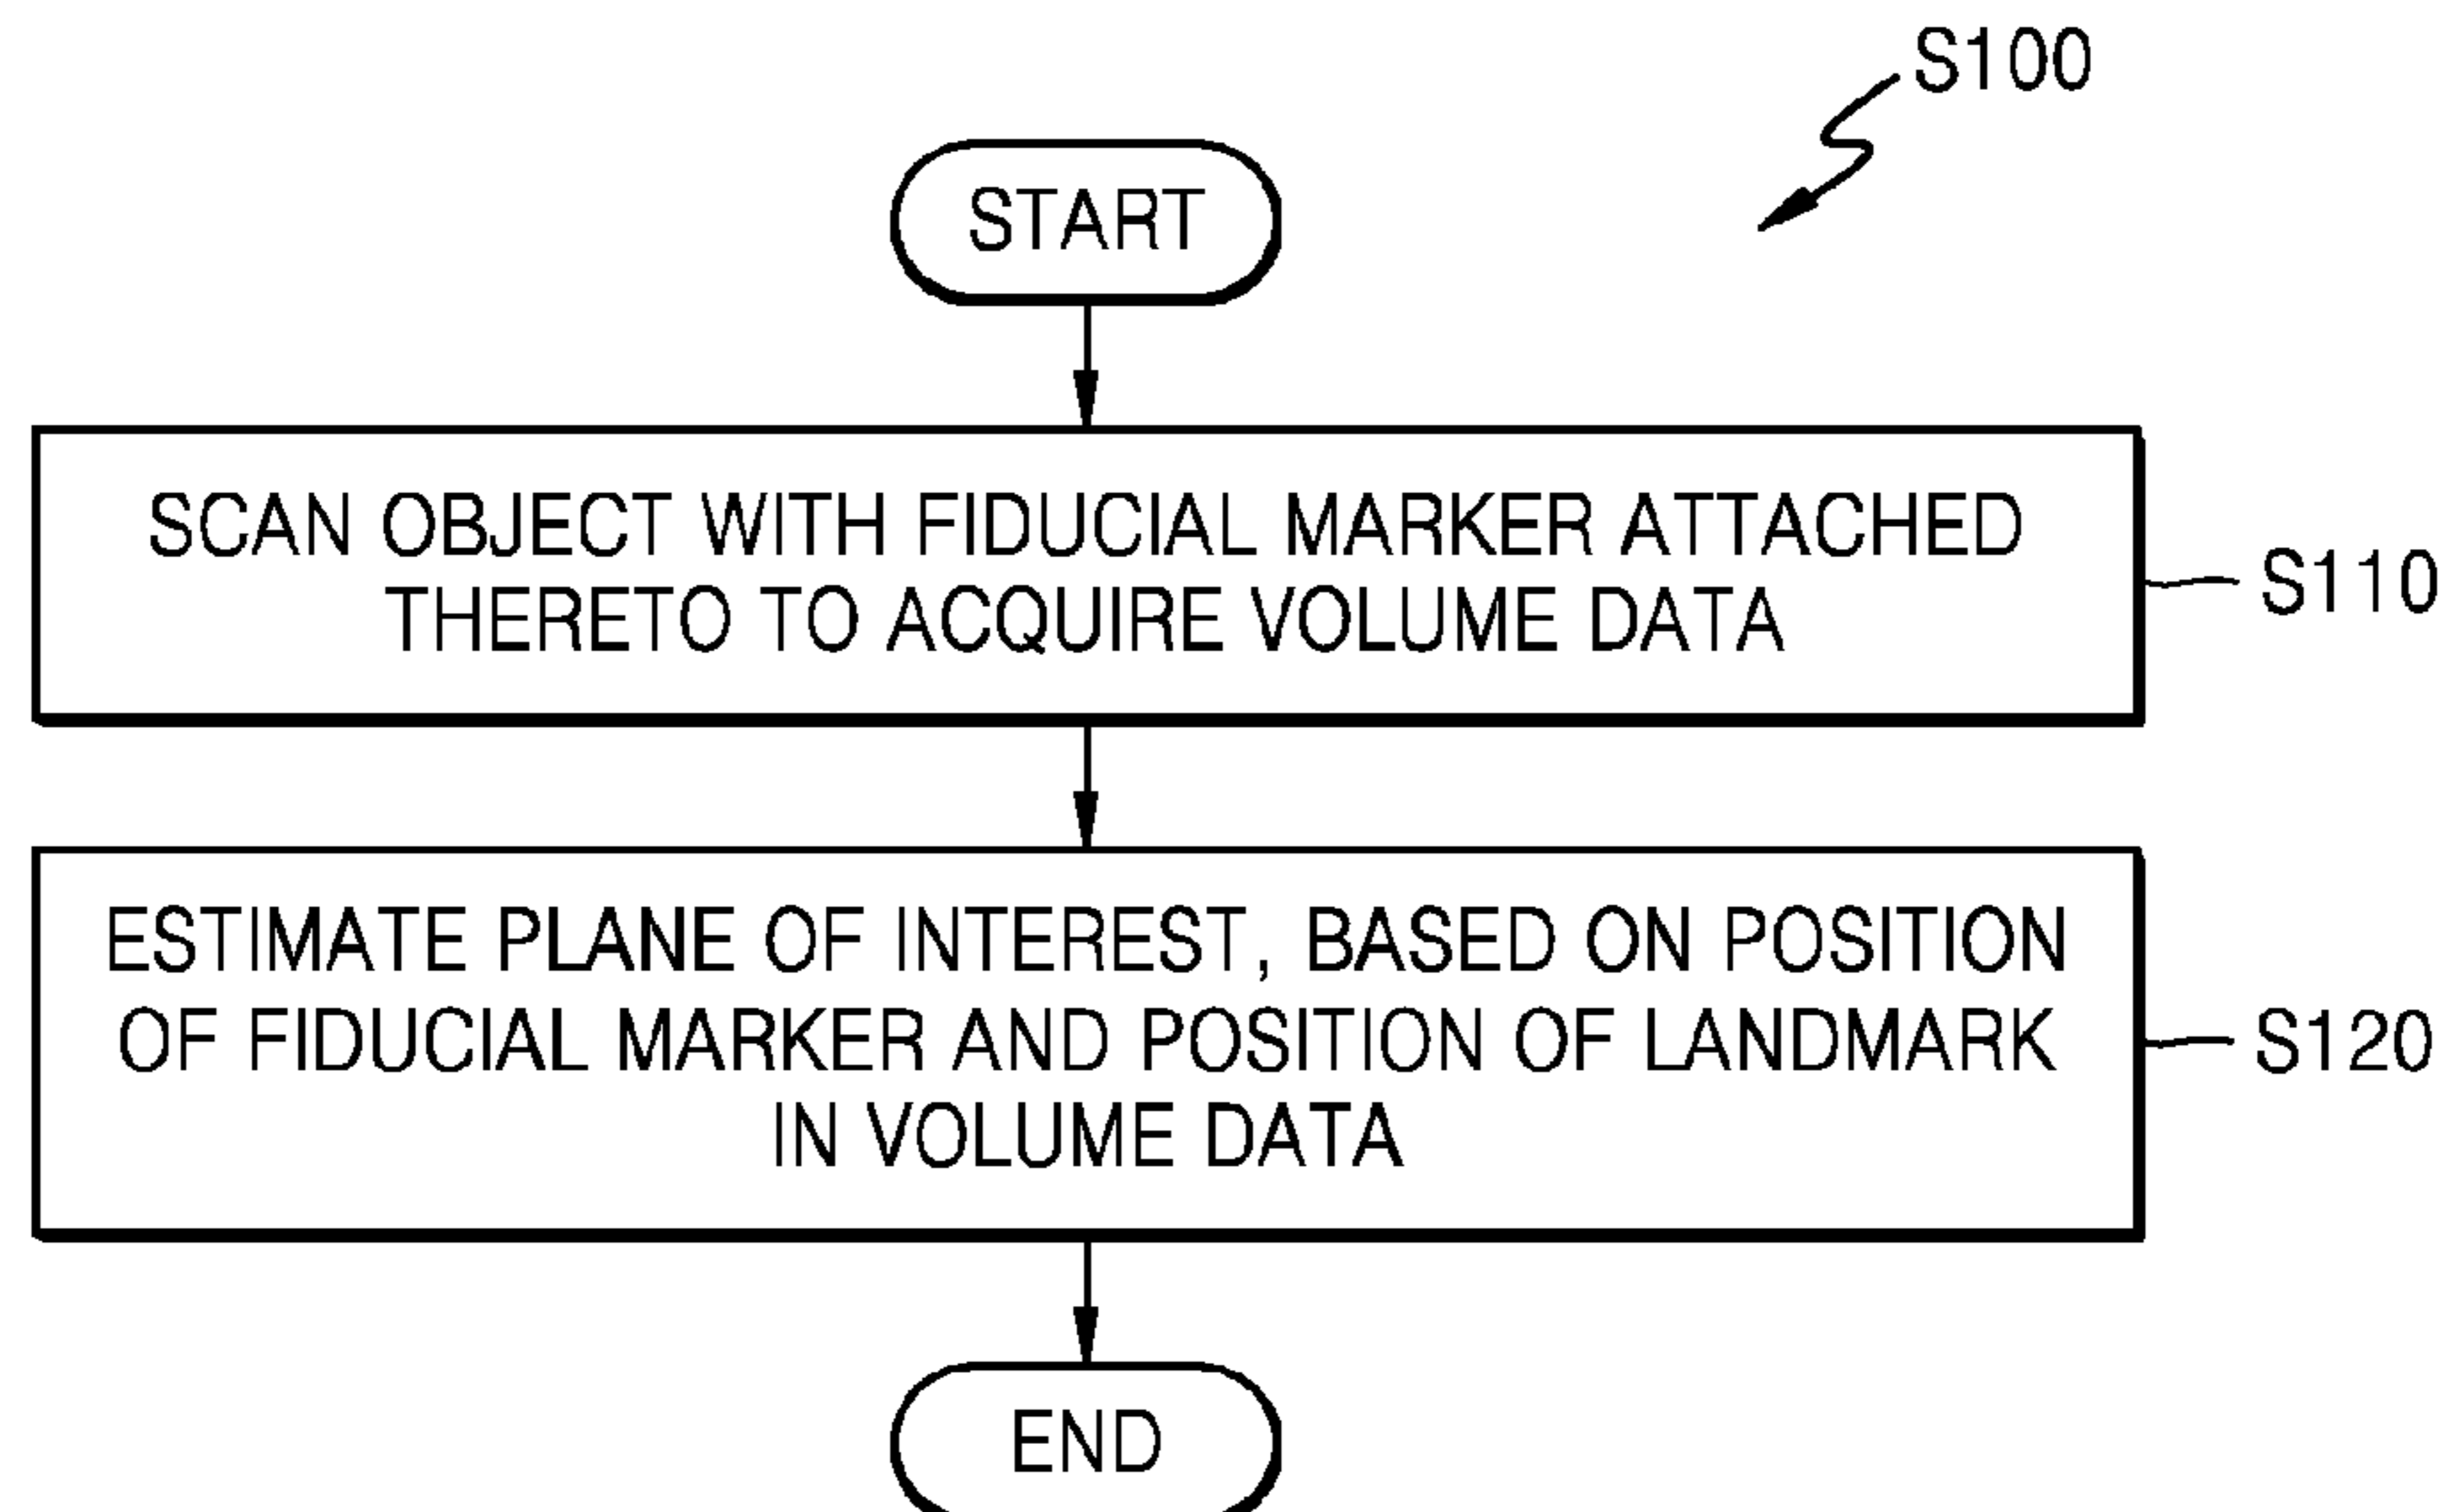 S100
START
SCAN OBJECT WITH FIDUCIAL MARKER ATTACHED
THERETO TO ACQUIRE VOLUME DATA
S110
ESTIMATE PLANE OF INTEREST, BASED ON POSITION
OF FIDUCIAL MARKER AND POSITION OF LANDMARK
IN VOLUME DATA
S120
END